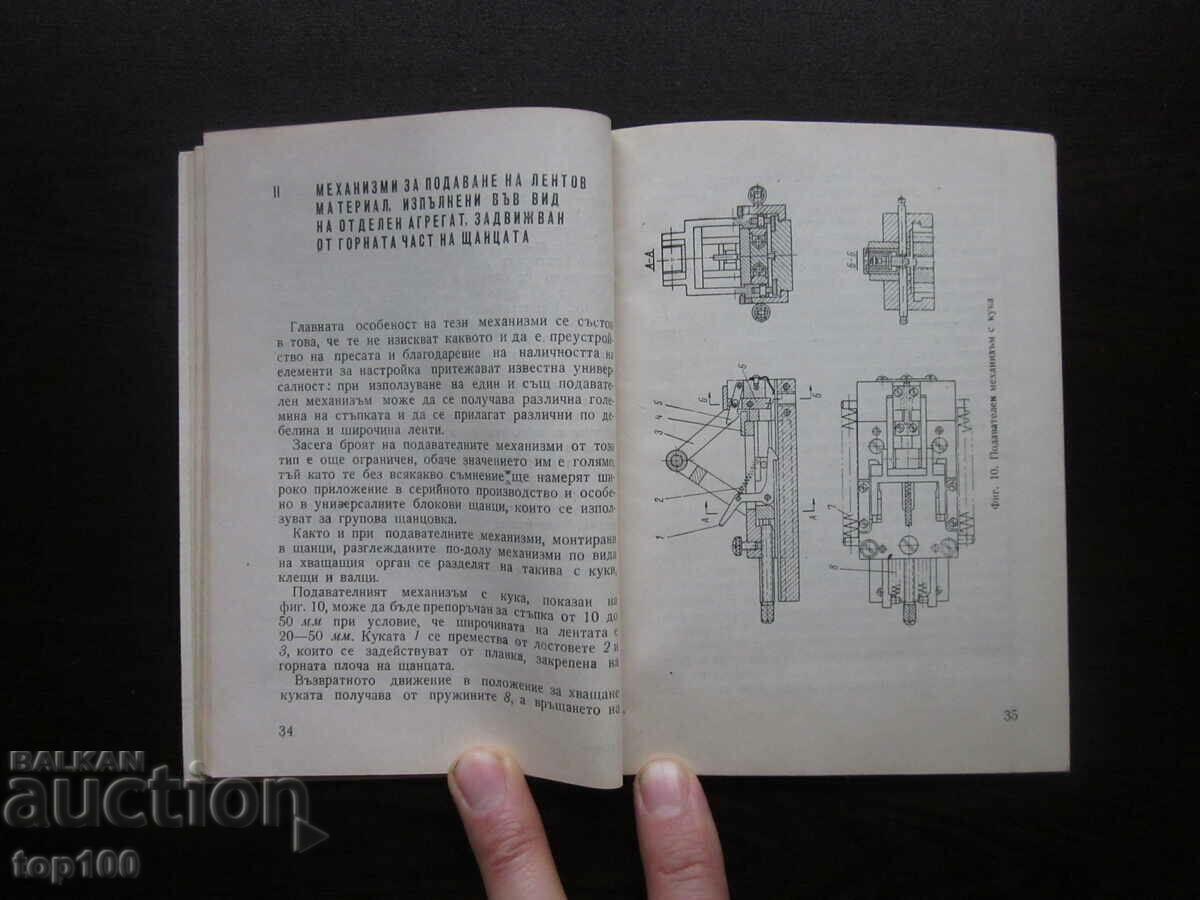 II
МЕХАНИЗМИ ЗА ПОДАВАНЕ НА ЛЕНТОВ
МАТЕРИАЛ, ИЗПЪЛНЕНИ ВЪВ ВИД
НА ОТДЕЛЕН АГРЕГАТ, ЗАДВИЖВАН
ОТ ГОРНАТА ЧАСТ НА ЩАНЦАТА
Главната особеност на тези механизми се състои
в това, че те не изискват каквото и да е преустрой-
ство на пресата и благодарение на наличността на
елементи за настройка притежават известна универ-
салност: при използуване на един и същ подавате-
лен механизъм може да се получава различна голе-
мина на стъпката и да се прилагат различни по де-
белина и широчина ленти.
Засега броят на подавателните механизми от този
тип е още ограничен, обаче значението им е голямо,
тъй като те без всякакво съмнение ще намерят ши-
роко приложение в серийното производство и особе-
но в универсалните блокови щанци, които се изпол-
зуват за групова щанцовка.
Както и при подавателните механизми, монтирани
в щанци, разглежданите по-долу механизми по вида
на хващащия орган се разделят на такива с куки,
клещи и валци.
Подавателният механизъм с кука, показан на
фиг. 10, може да бъде препоръчан за стъпка от 10 до
50 мм при условие, че широчината на лентата е
20—50 мм. Куката 1 се премества от лостовете 2 и
3, които се задействуват от планка, закрепена на
горната плоча на щанцата.
Възвратното движение в положение за хващане
куката получава от пружините 8, а връщането на
34
А-А
Б-Б
1
2
3
4
5
6
Б
Б
А
А
7
8
Фиг. 10. Подавателен механизъм с кука
35
BALKAN
auction
top100